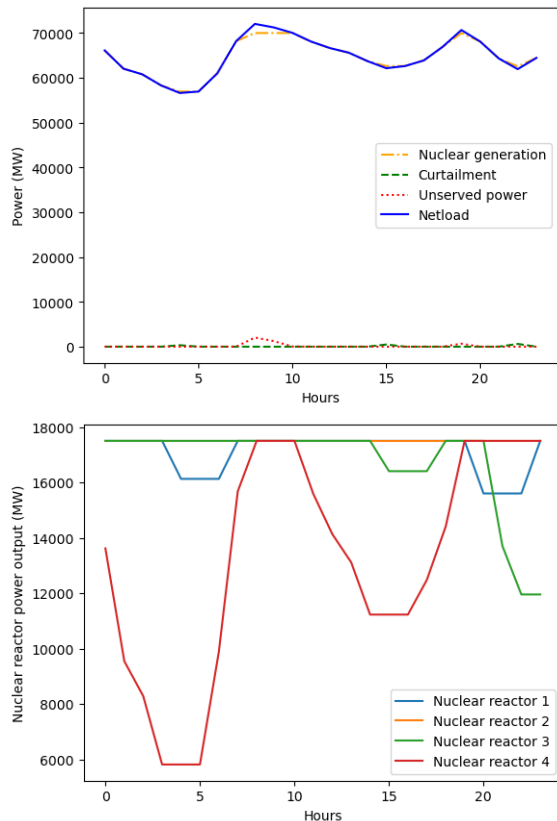 70000
60000
50000
40000
30000
20000
10000
0
Power (MW)
Nuclear generation
Curtailment
Unserved power
Netload
0 5 10 15 20
Hours
18000
16000
14000
12000
10000
8000
6000
Nuclear reactor power output (MW)
Nuclear reactor 1
Nuclear reactor 2
Nuclear reactor 3
Nuclear reactor 4
0 5 10 15 20
Hours